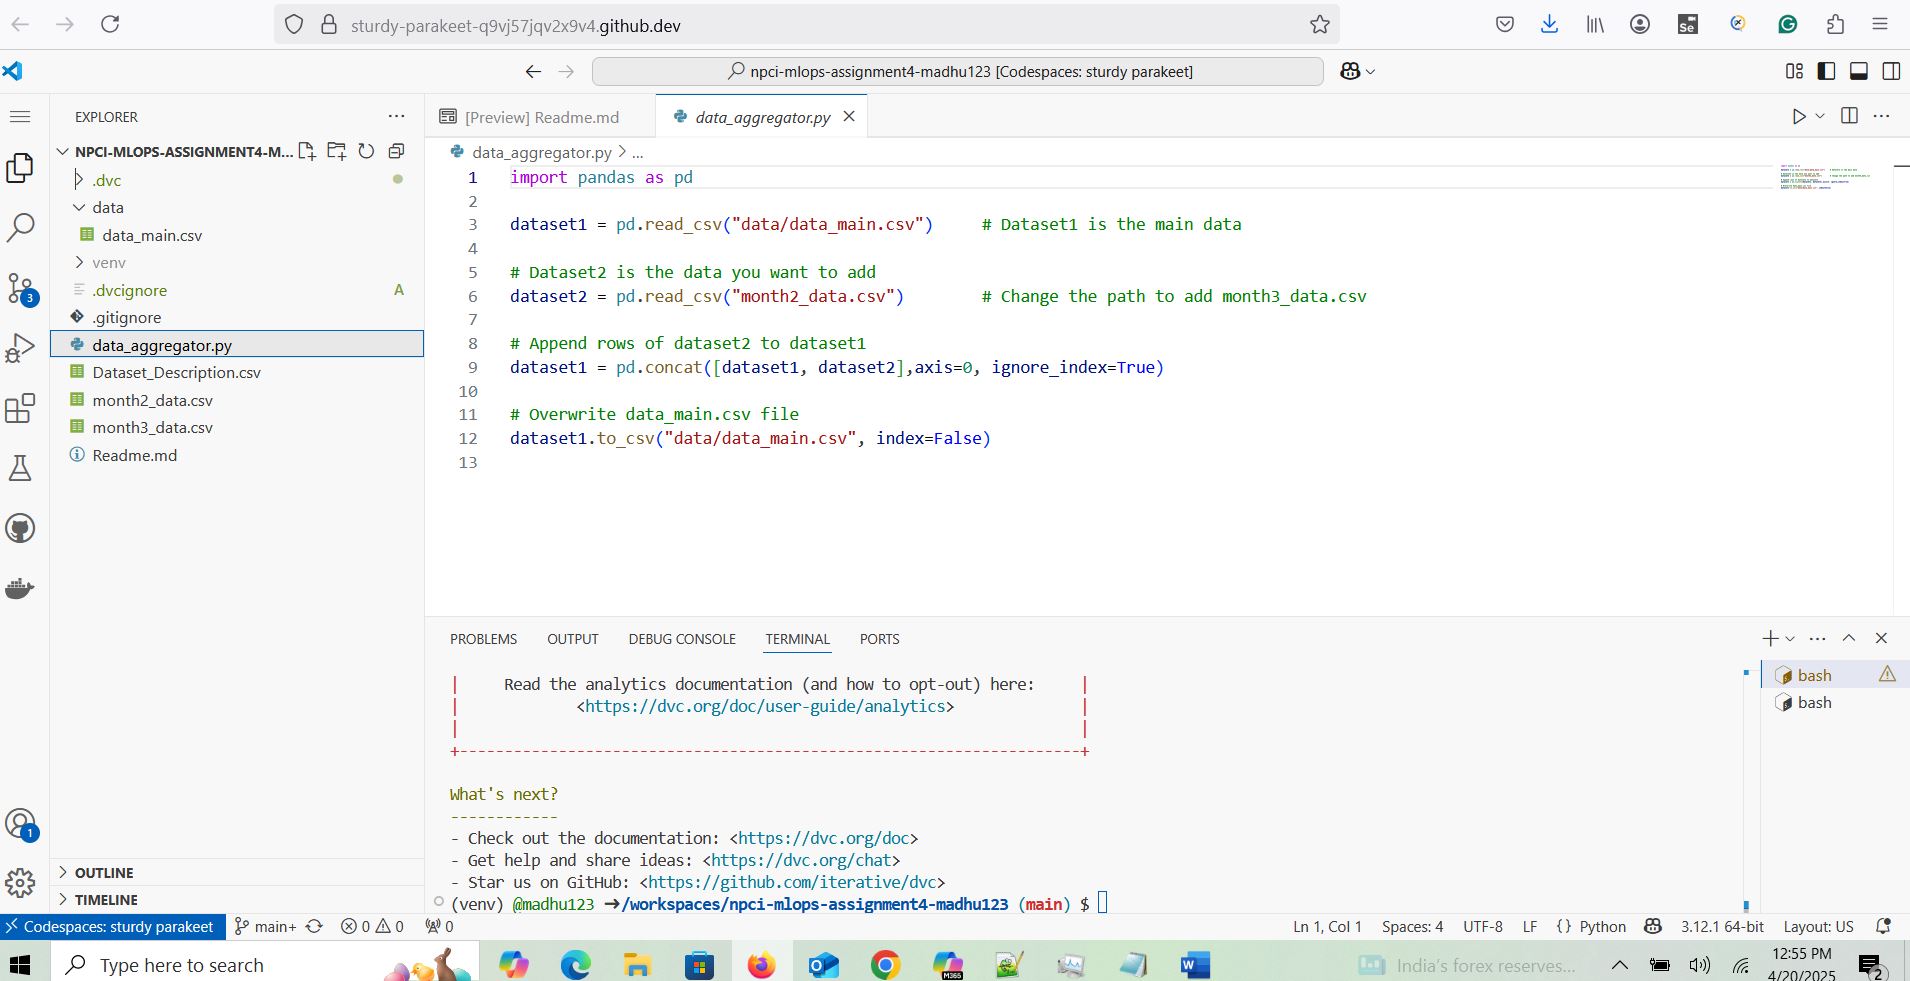 sturdy-parakeet-q9vj57jqv2x9v4.github.dev
Se
npci-mlops-assignment4-madhu123 [Codespaces: sturdy parakeet]
EXPLORER
NPCI-MLOPS-ASSIGNMENT4-M...
.dvc
data
data_main.csv
venv
.dvcignore A
.gitignore
data_aggregator.py
Dataset_Description.csv
month2_data.csv
month3_data.csv
Readme.md
3
1
OUTLINE
TIMELINE
[Preview] Readme.md
data_aggregator.py
data_aggregator.py > ...
1 import pandas as pd
2
3 dataset1 = pd.read_csv("data/data_main.csv") # Dataset1 is the main data
4
5 # Dataset2 is the data you want to add
6 dataset2 = pd.read_csv("month2_data.csv") # Change the path to add month3_data.csv
7
8 # Append rows of dataset2 to dataset1
9 dataset1 = pd.concat([dataset1, dataset2],axis=0, ignore_index=True)
10
11 # Overwrite data_main.csv file
12 dataset1.to_csv("data/data_main.csv", index=False)
13
PROBLEMS OUTPUT DEBUG CONSOLE TERMINAL PORTS
| Read the analytics documentation (and how to opt-out) here: |
| <https://dvc.org/doc/user-guide/analytics> |
| |
+---------------------------------------------------------------------+
What's next?
------------
- Check out the documentation: <https://dvc.org/doc>
- Get help and share ideas: <https://dvc.org/chat>
- Star us on GitHub: <https://github.com/iterative/dvc>
(venv) @madhu123 ➜/workspaces/npci-mlops-assignment4-madhu123 (main) $
bash
bash
Codespaces: sturdy parakeet main+ 0 0 0 Ln 1, Col 1 Spaces: 4 UTF-8 LF {} Python 3.12.1 64-bit Layout: US
Type here to search
M365
India's forex reserves...
12:55 PM
4/20/2025
2